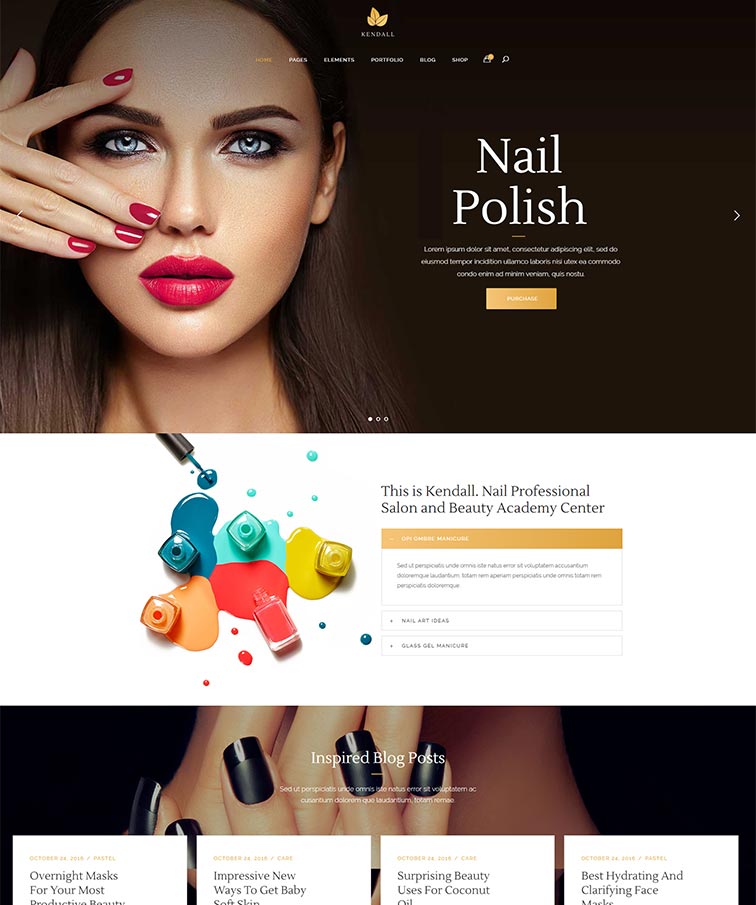 KENDALL
HOME PAGES ELEMENTS PORTFOLIO BLOG SHOP
Nail
Polish
Lorem ipsum dolor sit amet, consectetur adipiscing elit, sed do
eiusmod tempor incidition ullamco laboris nisi utex ea commodo
condo enim ad minim veniam, quis nostu.
PURCHASE
This is Kendall. Nail Professional
Salon and Beauty Academy Center
OPI OMBRE MANICURE
Sed ut perspiciatis unde omnis iste natus error sit voluptatem accusantium
doloremque laudantium, totam rem aperiam perspiciatis unde omnis totam rem
perspiciatis doloremque.
NAIL ART IDEAS
GLASS GEL MANICURE
Inspired Blog Posts
Sed ut perspiciatis unde omnis iste natus error sit voluptatem ac
cusantium dolorem que laudantium, totam remae.
OCTOBER 24, 2016 / PASTEL
Overnight Masks
For Your Most
Productive Beauty
OCTOBER 24, 2016 / CARE
Impressive New
Ways To Get Baby
Soft Skin
OCTOBER 24, 2016 / CARE
Surprising Beauty
Uses For Coconut
Oil
OCTOBER 24, 2016 / PASTEL
Best Hydrating And
Clarifying Face
Masks